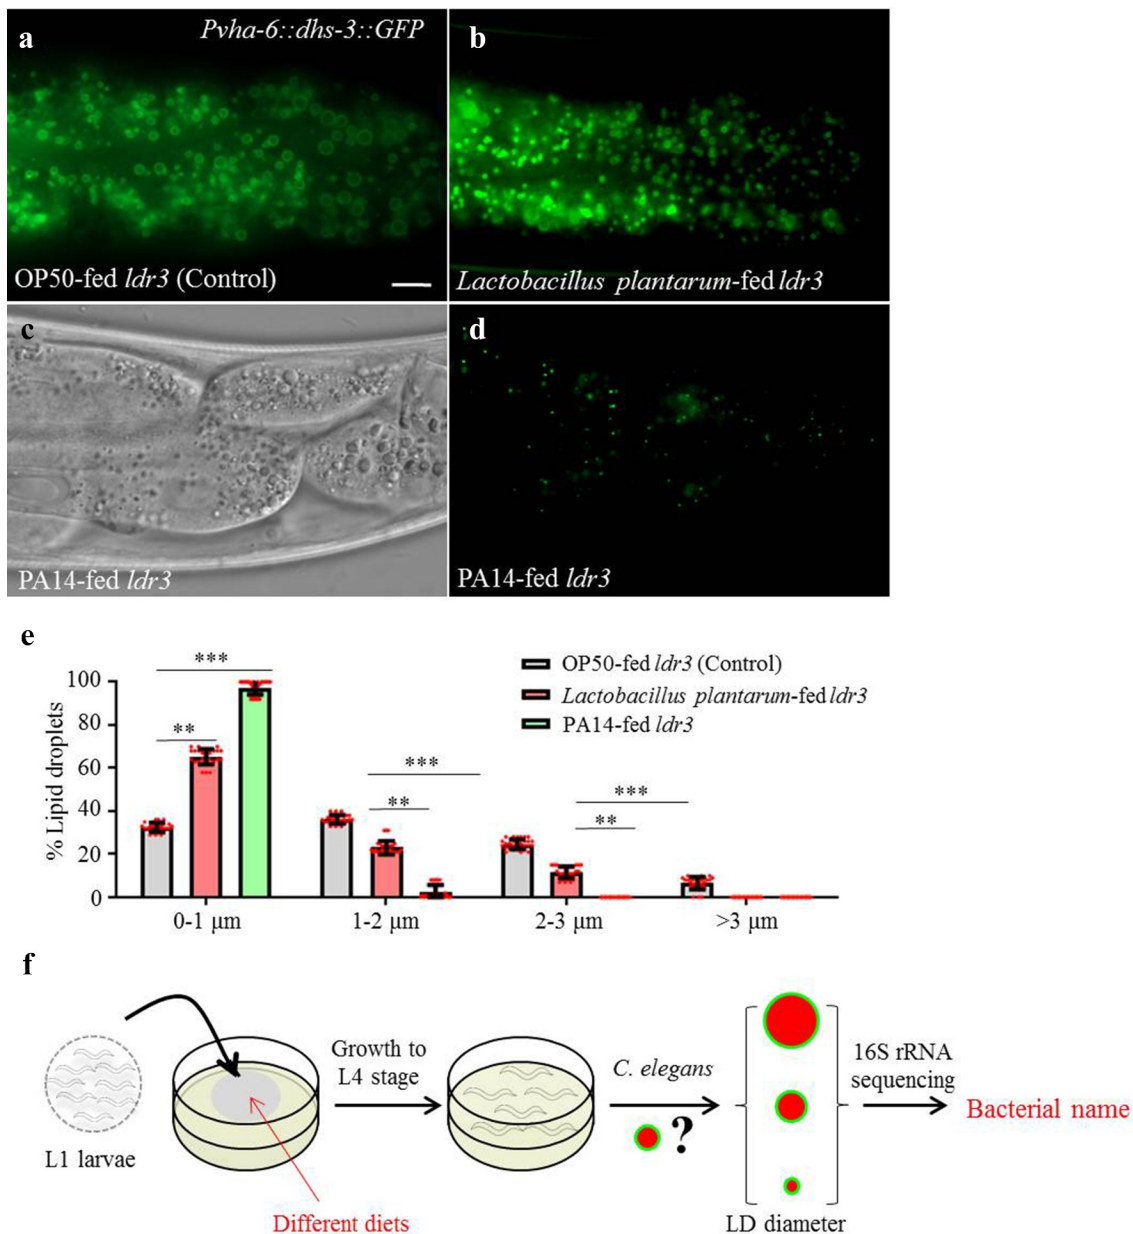 a
Pvha-6::dhs-3::GFP
OP50-fed ldr3 (Control)
b
Lactobacillus plantarum-fed ldr3
c
PA14-fed ldr3
d
PA14-fed ldr3
e
% Lipid droplets
100
80
60
40
20
0
***
**
***
**
***
**
OP50-fed ldr3 (Control)
Lactobacillus plantarum-fed ldr3
PA14-fed ldr3
0-1 μm
1-2 μm
2-3 μm
>3 μm
f
L1 larvae
Different diets
Growth to
L4 stage
C. elegans
?
LD diameter
16S rRNA
sequencing
Bacterial name